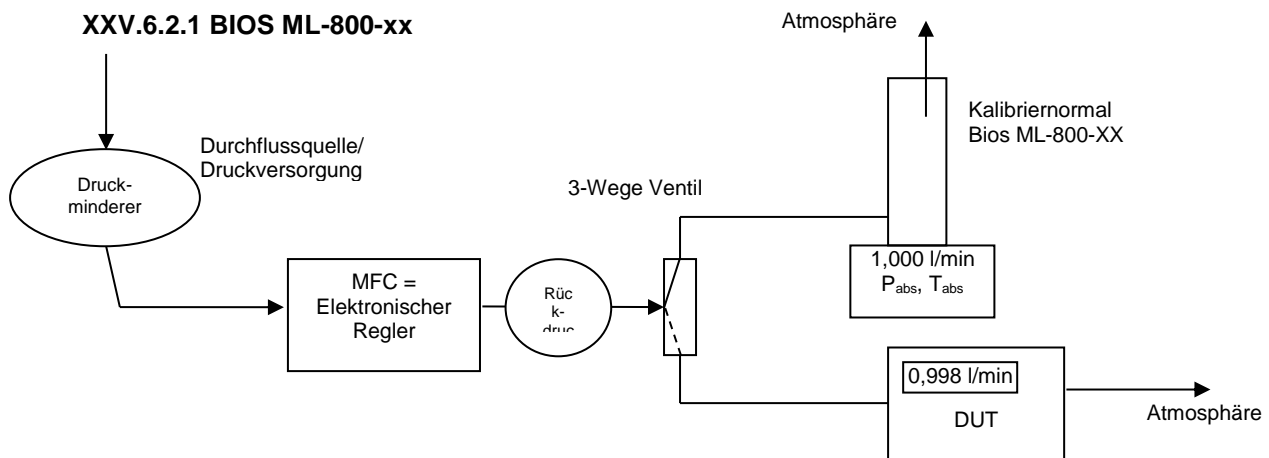 XXV.6.2.1 BIOS ML-800-xx
Atmosphäre
Kalibriernormal
Bios ML-800-XX
Durchflussquelle/
Druckversorgung
Druck-
minderer
3-Wege Ventil
1,000 l/min
Pabs, Tabs
MFC =
Elektronischer
Regler
Rüc
k-
druc
0,998 l/min
DUT
Atmosphäre